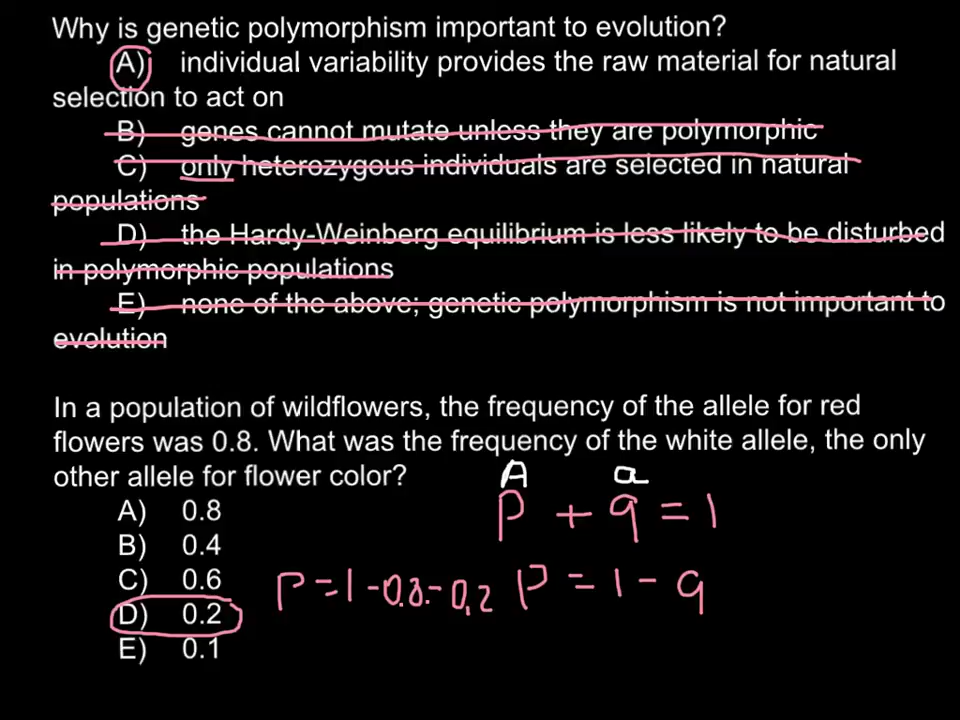 Why is genetic polymorphism important to evolution?
A) individual variability provides the raw material for natural
selection to act on
B) genes cannot mutate unless they are polymorphic
C) only heterozygous individuals are selected in natural
populations
D) the Hardy-Weinberg equilibrium is less likely to be disturbed
in polymorphic populations
E) none of the above; genetic polymorphism is not important to
evolution
In a population of wildflowers, the frequency of the allele for red
flowers was 0.8. What was the frequency of the white allele, the only
other allele for flower color?
A a
A) 0.8
P + q = 1
B) 0.4
C) 0.6
P = 1 - 0.8 = 0,2
P = 1 - q
D) 0.2
E) 0.1